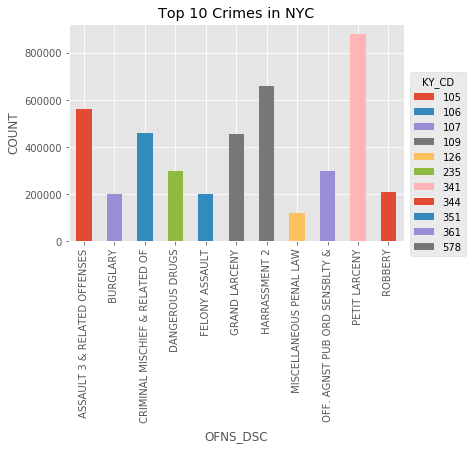 Top 10 Crimes in NYC
COUNT
800000
600000
400000
200000
0
KY_CD
105
106
107
109
126
235
341
344
351
361
578
ASSAULT 3 & RELATED OFFENSES
BURGLARY
CRIMINAL MISCHIEF & RELATED OF
DANGEROUS DRUGS
FELONY ASSAULT
GRAND LARCENY
HARRASSMENT 2
MISCELLANEOUS PENAL LAW
OFF. AGNST PUB ORD SENSBLTY &
PETIT LARCENY
ROBBERY
OFNS_DSC